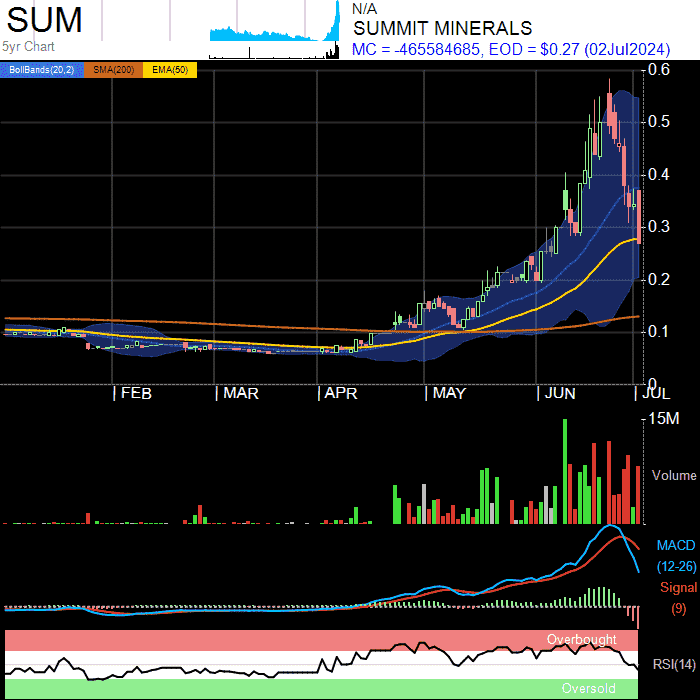 SUM
5yr Chart
N/A
SUMMIT MINERALS
MC = -465584685, EOD = $0.27 (02Jul2024)
BollBands(20,2) SMA(200) EMA(50)
0.6
0.5
0.4
0.3
0.2
0.1
0
FEB MAR APR MAY JUN JUL
15M
Volume
MACD
(12-26)
Signal
(9)
Overbought
RSI(14)
Oversold